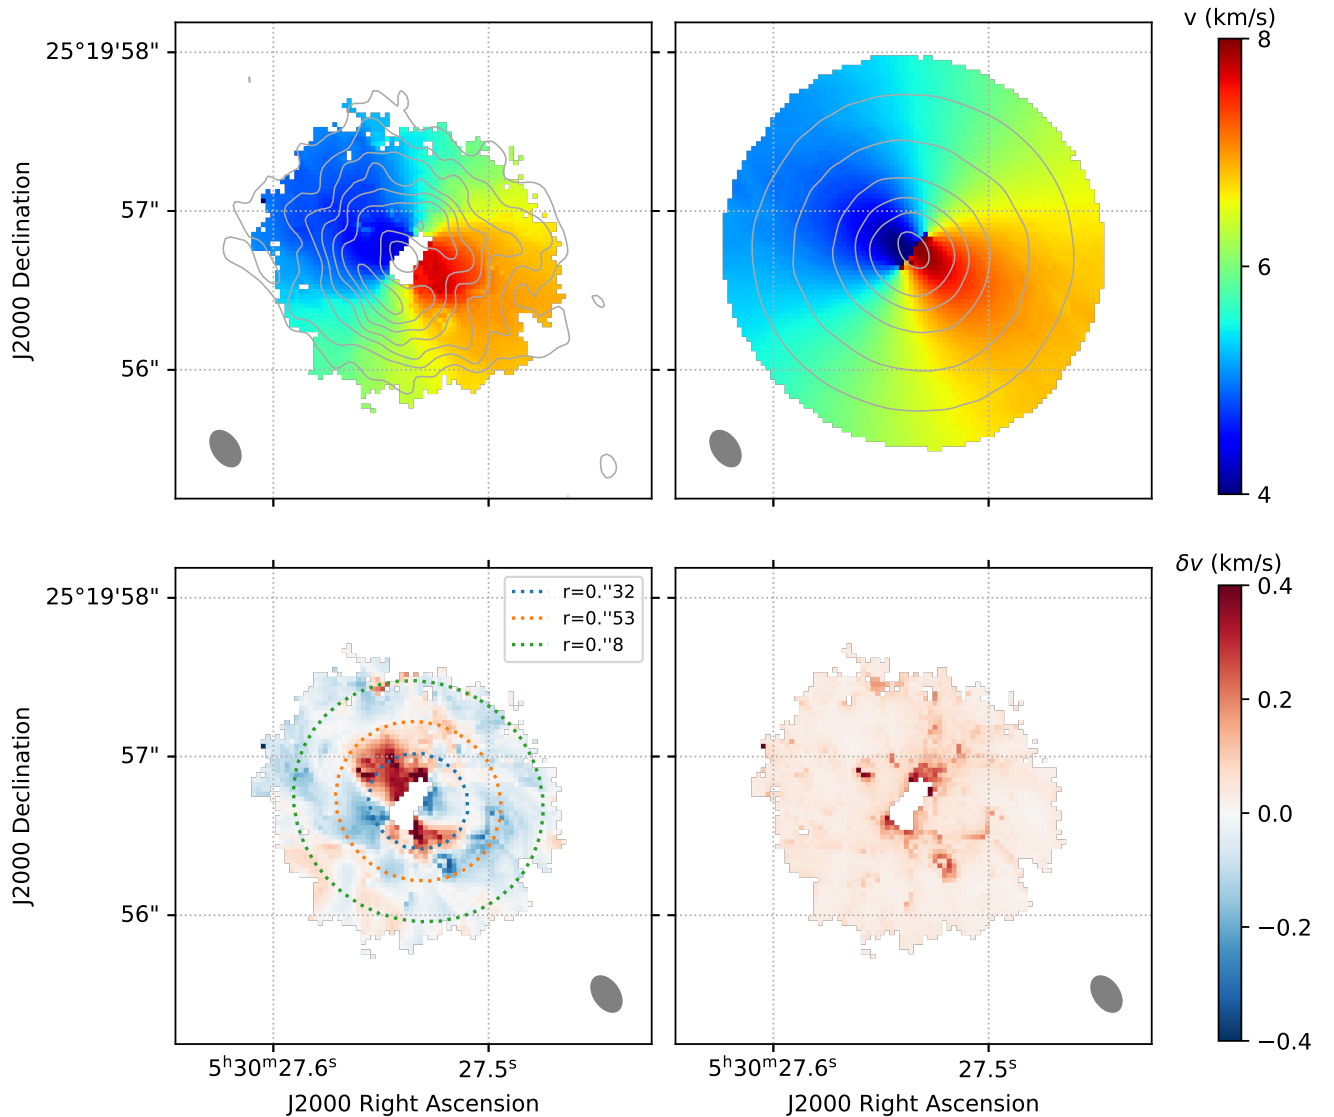 v (km/s)
25°19'58"
57"
56"
J2000 Declination
8
6
4
δv (km/s)
r=0.''32
r=0.''53
r=0.''8
25°19'58"
57"
56"
J2000 Declination
0.4
0.2
0.0
−0.2
−0.4
5ʰ30ᵐ27.6ˢ
27.5ˢ
5ʰ30ᵐ27.6ˢ
27.5ˢ
J2000 Right Ascension
J2000 Right Ascension